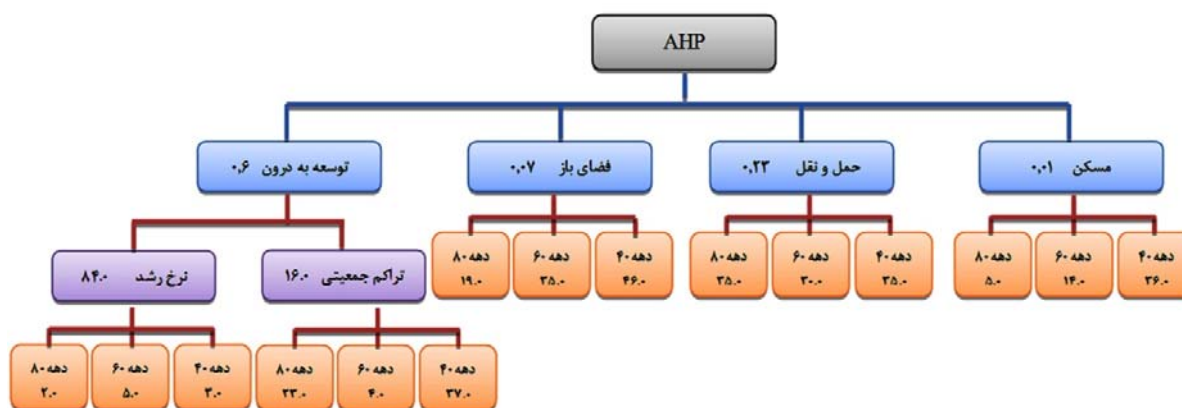 AHP
مسکن ۰,۰۱
حمل و نقل ۰,۲۳
فضای باز ۰,۰۷
توسعه به درون ۰,۶
دهه ۴۰
۳۶.۰
دهه ۶۰
۱۴.۰
دهه ۸۰
۵.۰
دهه ۴۰
۳۵.۰
دهه ۶۰
۳۰.۰
دهه ۸۰
۳۵.۰
دهه ۴۰
۴۶.۰
دهه ۶۰
۳۵.۰
دهه ۸۰
۱۹.۰
تراکم جمعیتی ۱۶.۰
نرخ رشد ۸۴.۰
دهه ۴۰
۳۷.۰
دهه ۶۰
۴.۰
دهه ۸۰
۲۳.۰
دهه ۴۰
۳.۰
دهه ۶۰
۵.۰
دهه ۸۰
۲.۰